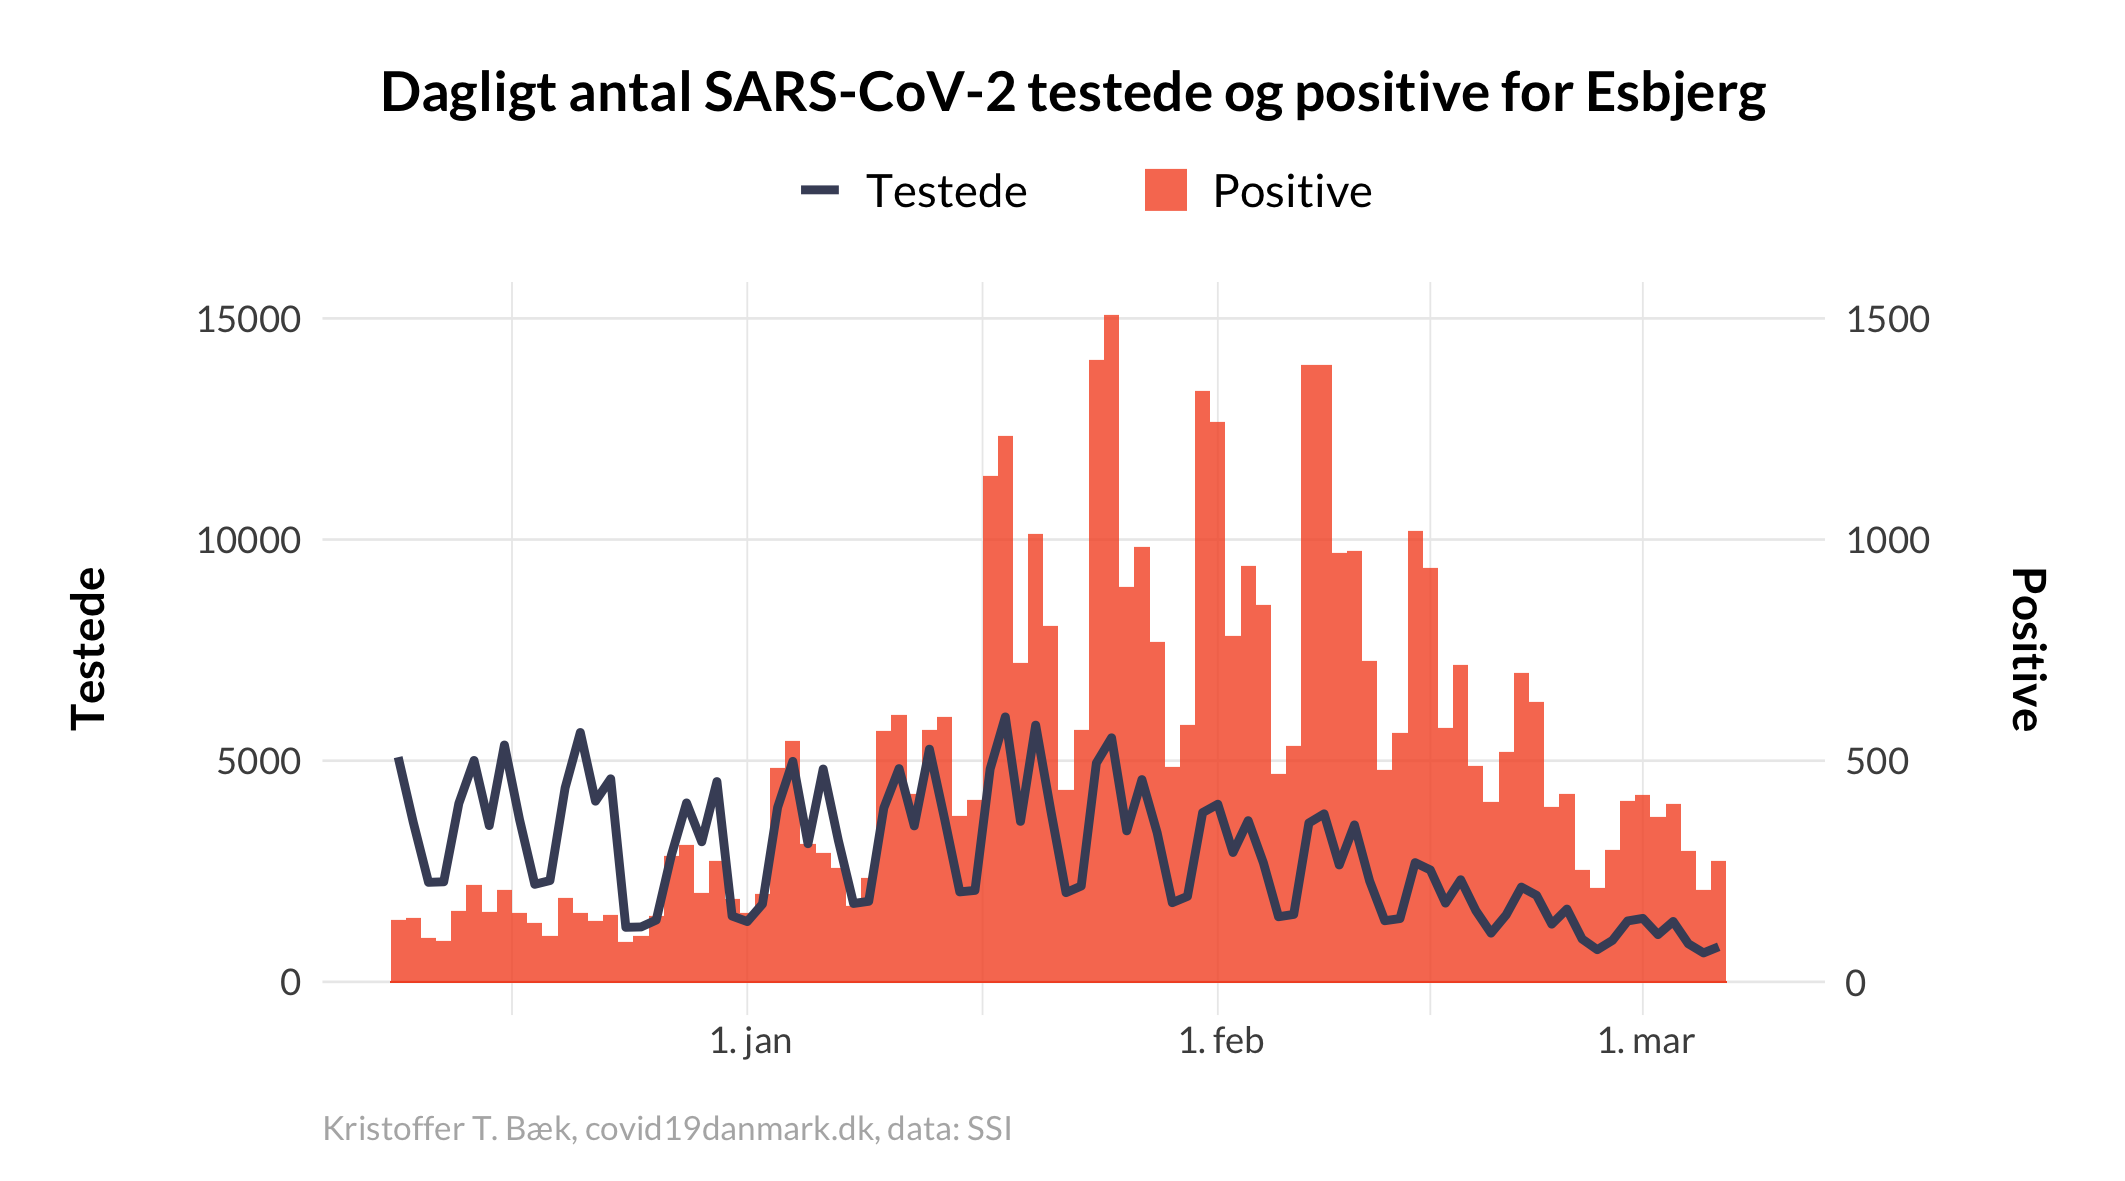 Dagligt antal SARS-CoV-2 testede og positive for Esbjerg
Testede
Positive
15000
10000
5000
0
1500
1000
500
0
Testede
Positive
1. jan
1. feb
1. mar
Kristoffer T. Bæk, covid19danmark.dk, data: SSI